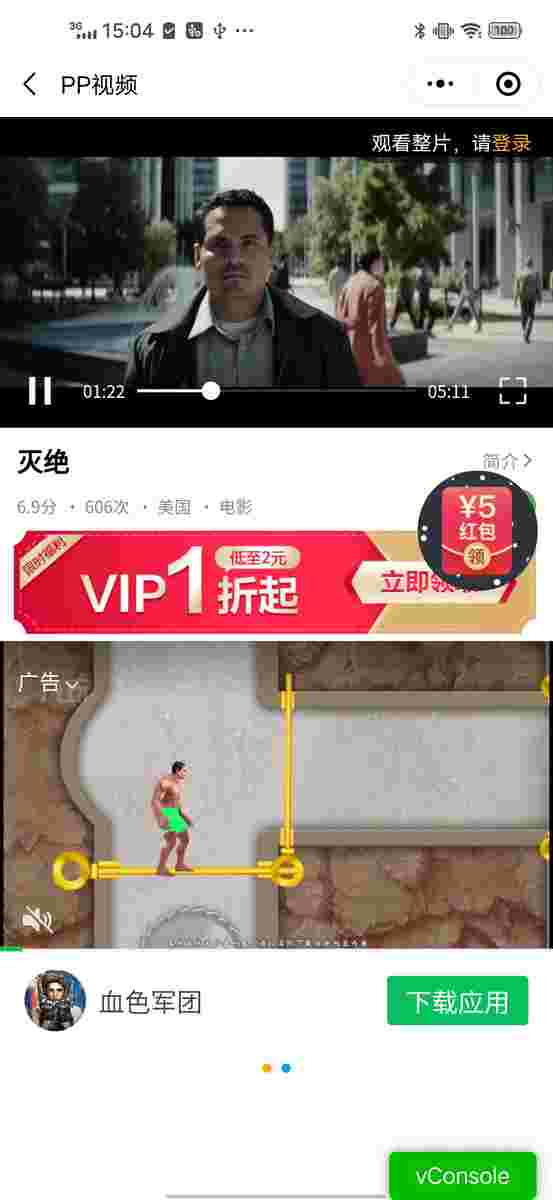 3G 15:04 100
PP视频
观看整片，请登录
01:22 05:11
灭绝
简介
6.9分 · 606次 · 美国 · 电影
¥5
红包
领
限时福利
VIP1折起
低至2元
立即领
广告
血色军团
下载应用
vConsole